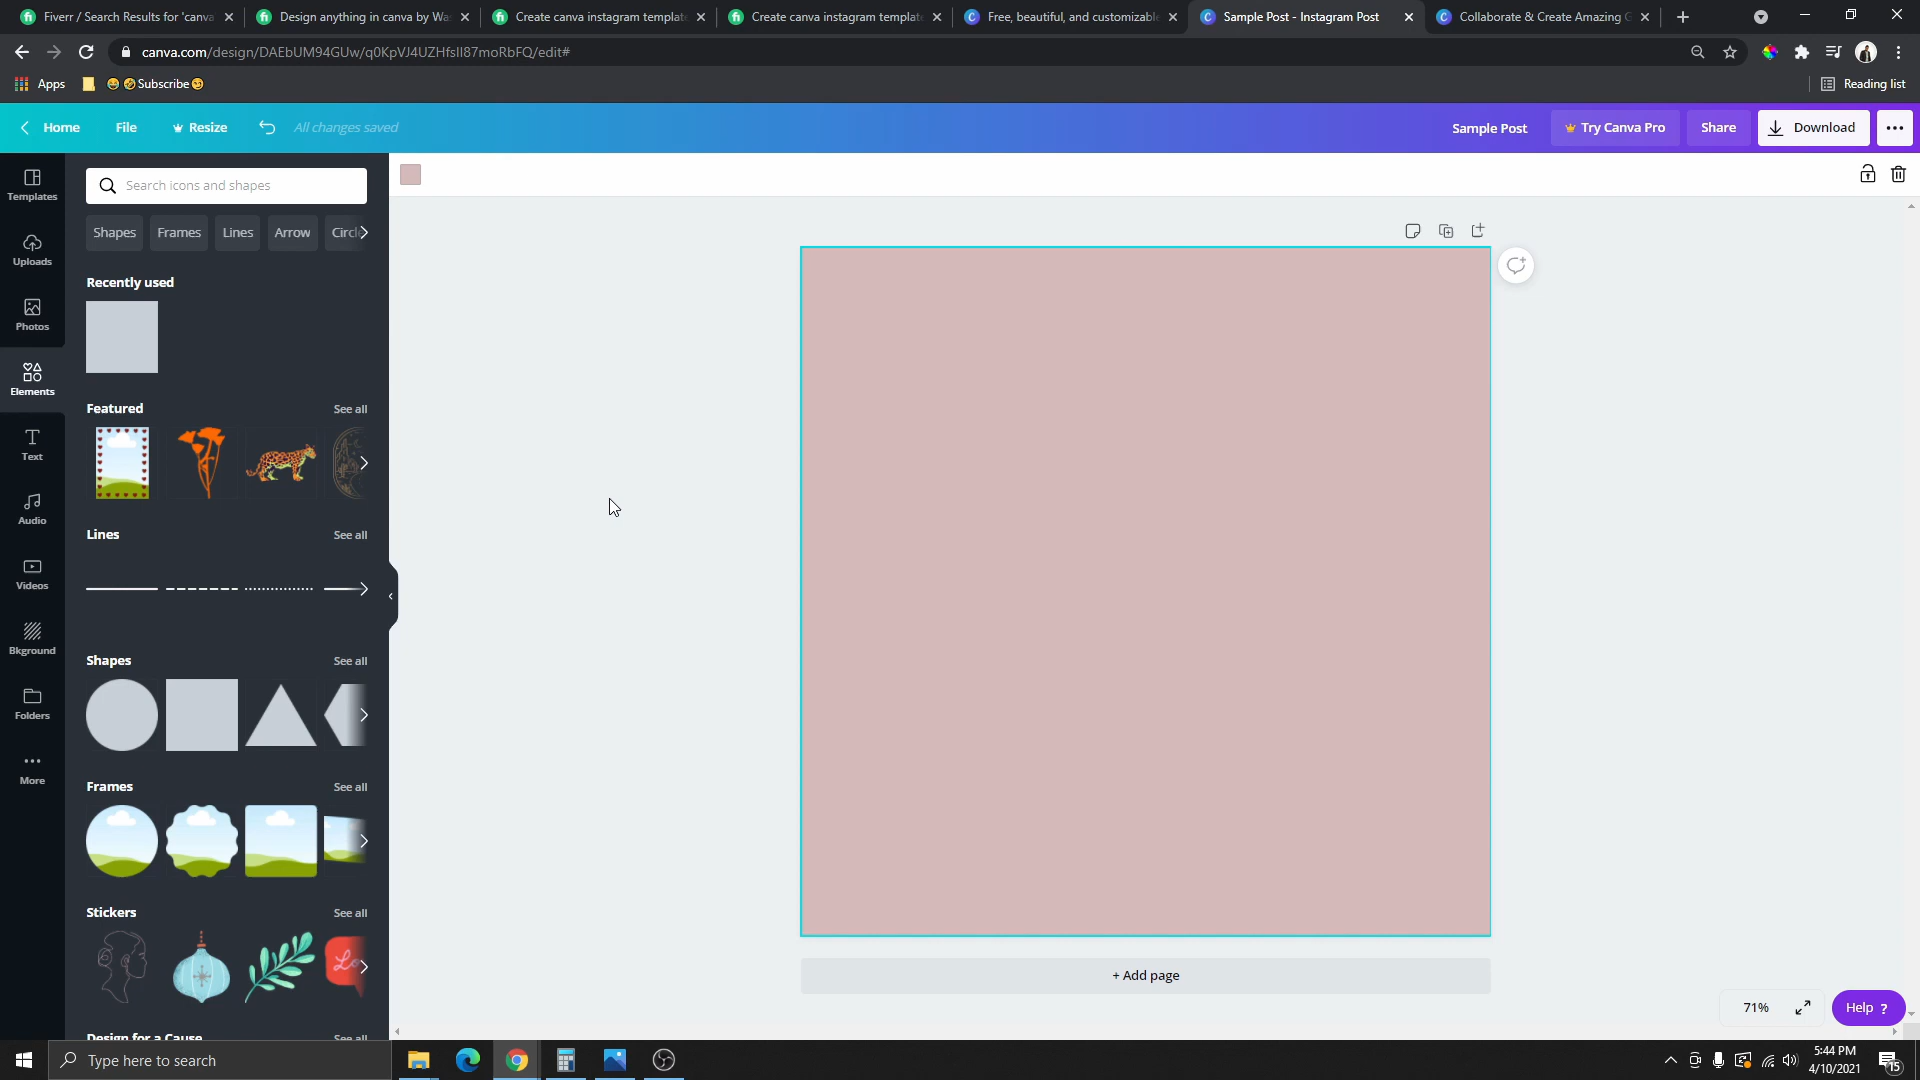 Fiverr / Search Results for 'canva
Design anything in canva by Wa
Create canva instagram templat
Create canva instagram templat
Free, beautiful, and customizabl
Sample Post - Instagram Post
Collaborate & Create Amazing G
canva.com/design/DAEbUM94GUw/q0KpVJ4UZHfsII87moRbFQ/edit#
Apps
Subscribe
Reading list
Home
File
Resize
All changes saved
Sample Post
Try Canva Pro
Share
Download
Templates
Uploads
Photos
Elements
Text
Audio
Videos
Bkground
Folders
More
Search icons and shapes
Shapes
Frames
Lines
Arrow
Circl
Recently used
Featured
See all
Lines
See all
Shapes
See all
Frames
See all
Stickers
See all
Lo
Design for a Cause
See all
+ Add page
71%
Help ?
Type here to search
5:44 PM
4/10/2021
15